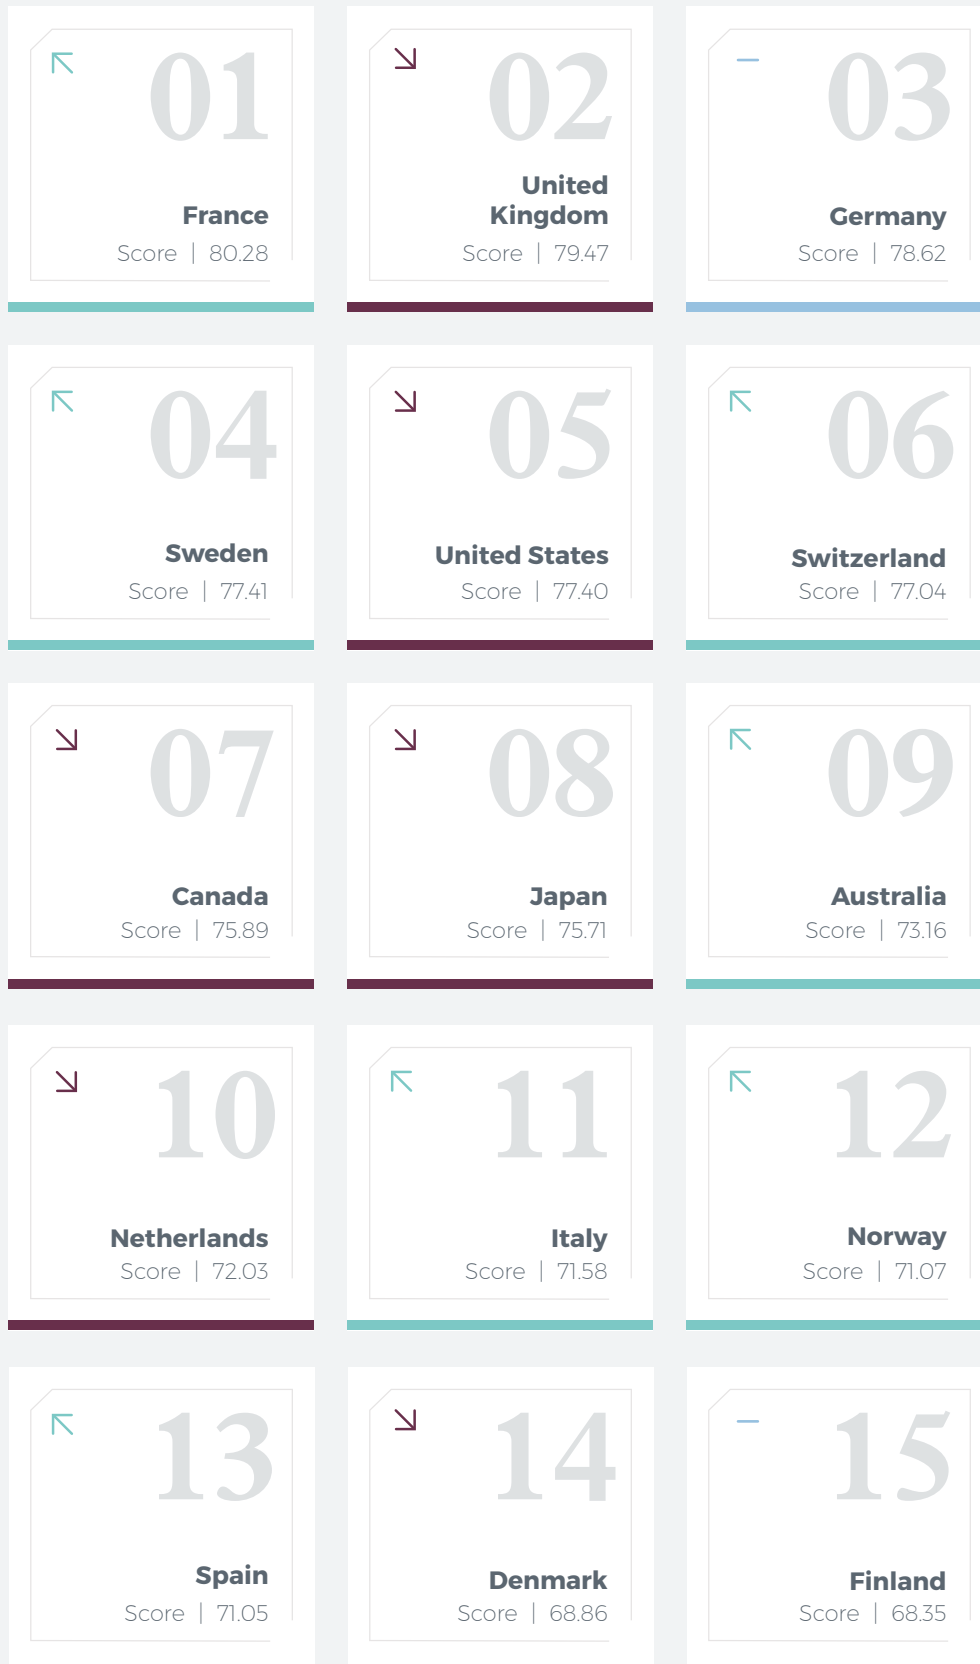 01
France
Score | 80.28
02
United
Kingdom
Score | 79.47
03
Germany
Score | 78.62
04
Sweden
Score | 77.41
05
United States
Score | 77.40
06
Switzerland
Score | 77.04
07
Canada
Score | 75.89
08
Japan
Score | 75.71
09
Australia
Score | 73.16
10
Netherlands
Score | 72.03
11
Italy
Score | 71.58
12
Norway
Score | 71.07
13
Spain
Score | 71.05
14
Denmark
Score | 68.86
15
Finland
Score | 68.35